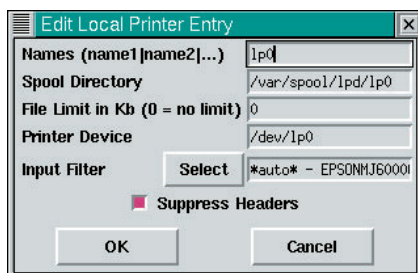 Edit Local Printer Entry
Names (name1|name2|...) lp0
Spool Directory /var/spool/lpd/lp0
File Limit in Kb (0 = no limit) 0
Printer Device /dev/lp0
Input Filter Select *auto* - EPSONMJ6000
Suppress Headers
OK Cancel